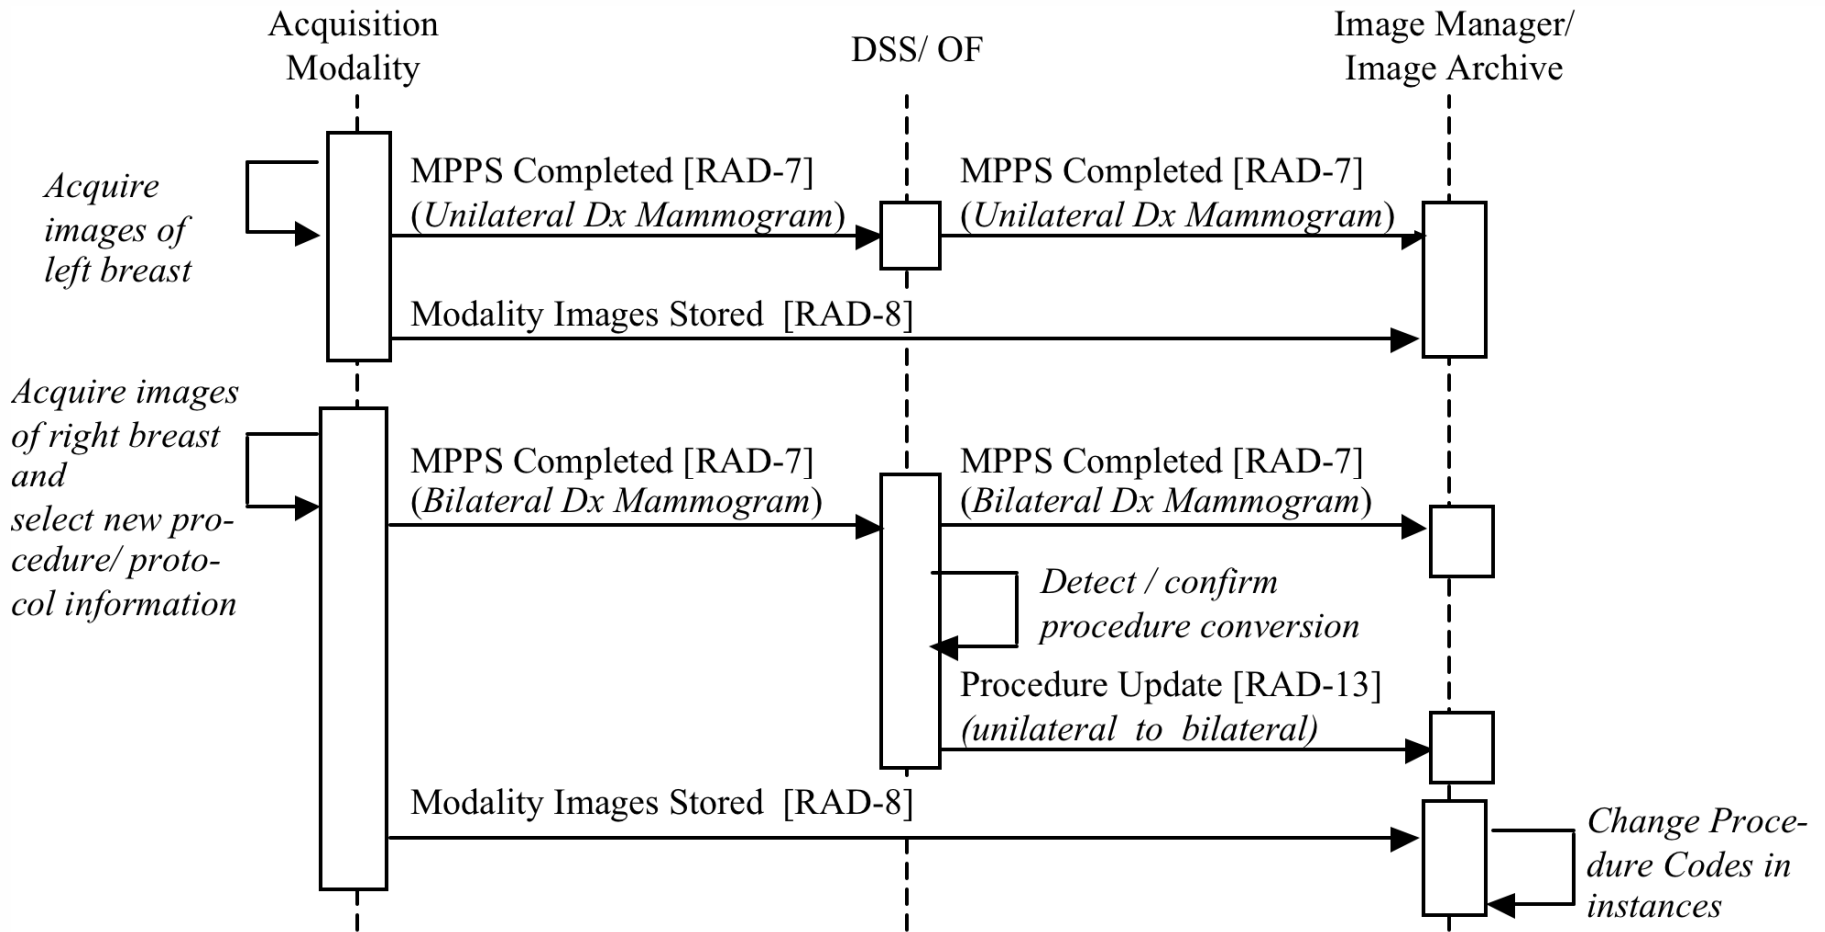 Acquisition
Modality
DSS/ OF
Image Manager/
Image Archive
Acquire
images of
left breast
MPPS Completed [RAD-7]
(Unilateral Dx Mammogram)
MPPS Completed [RAD-7]
(Unilateral Dx Mammogram)
Modality Images Stored [RAD-8]
Acquire images
of right breast
and
select new pro-
cedure/ proto-
col information
MPPS Completed [RAD-7]
(Bilateral Dx Mammogram)
MPPS Completed [RAD-7]
(Bilateral Dx Mammogram)
Detect / confirm
procedure conversion
Procedure Update [RAD-13]
(unilateral to bilateral)
Modality Images Stored [RAD-8]
Change Proce-
dure Codes in
instances